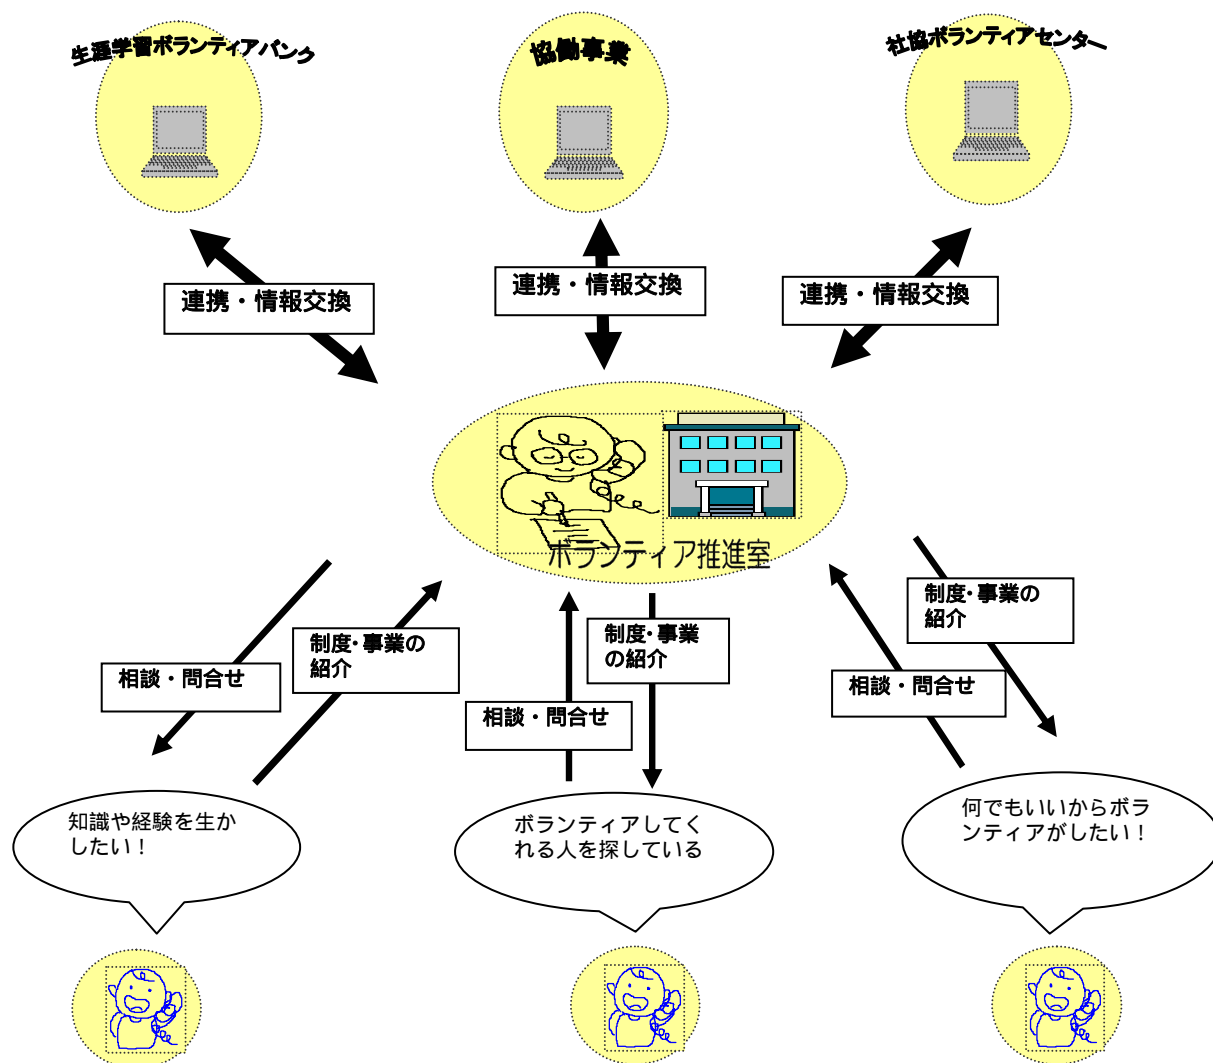 生涯学習ボランティアバンク
協働事業
社協ボランティアセンター
連携・情報交換
連携・情報交換
連携・情報交換
ボランティア推進室
相談・問合せ
制度・事業の
紹介
相談・問合せ
制度・事業
の紹介
相談・問合せ
制度・事業の
紹介
知識や経験を生か
したい！
ボランティアしてく
れる人を探している
何でもいいからボラ
ンティアがしたい！